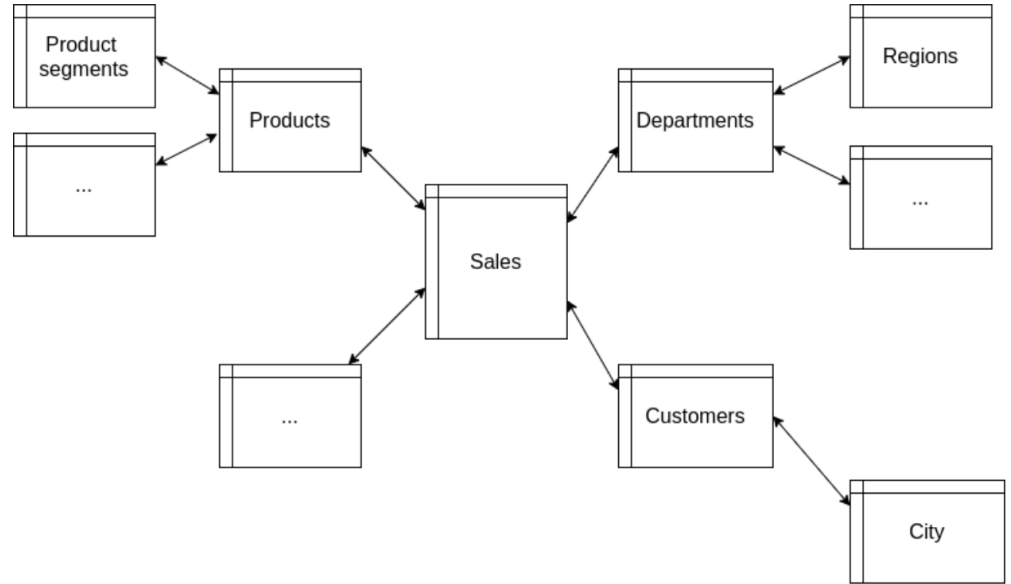 Product
segments
Regions
Products
Departments
...
...
Sales
...
Customers
City